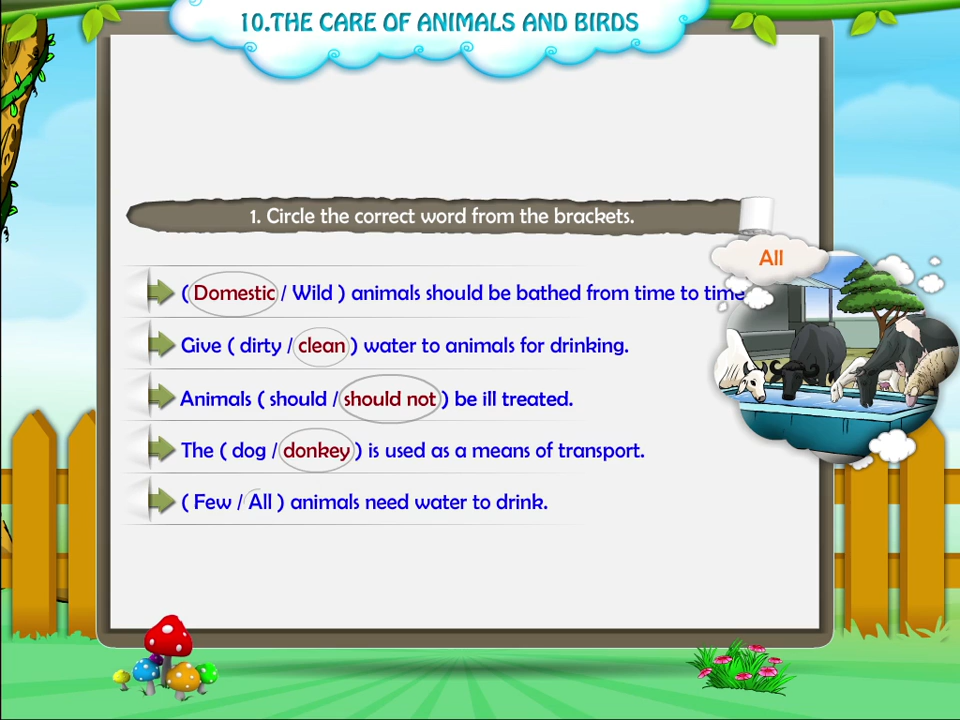 10.THE CARE OF ANIMALS AND BIRDS
1. Circle the correct word from the brackets.
All
( Domestic / Wild ) animals should be bathed from time to time
Give ( dirty / clean ) water to animals for drinking.
Animals ( should / should not ) be ill treated.
The ( dog / donkey ) is used as a means of transport.
( Few / All ) animals need water to drink.